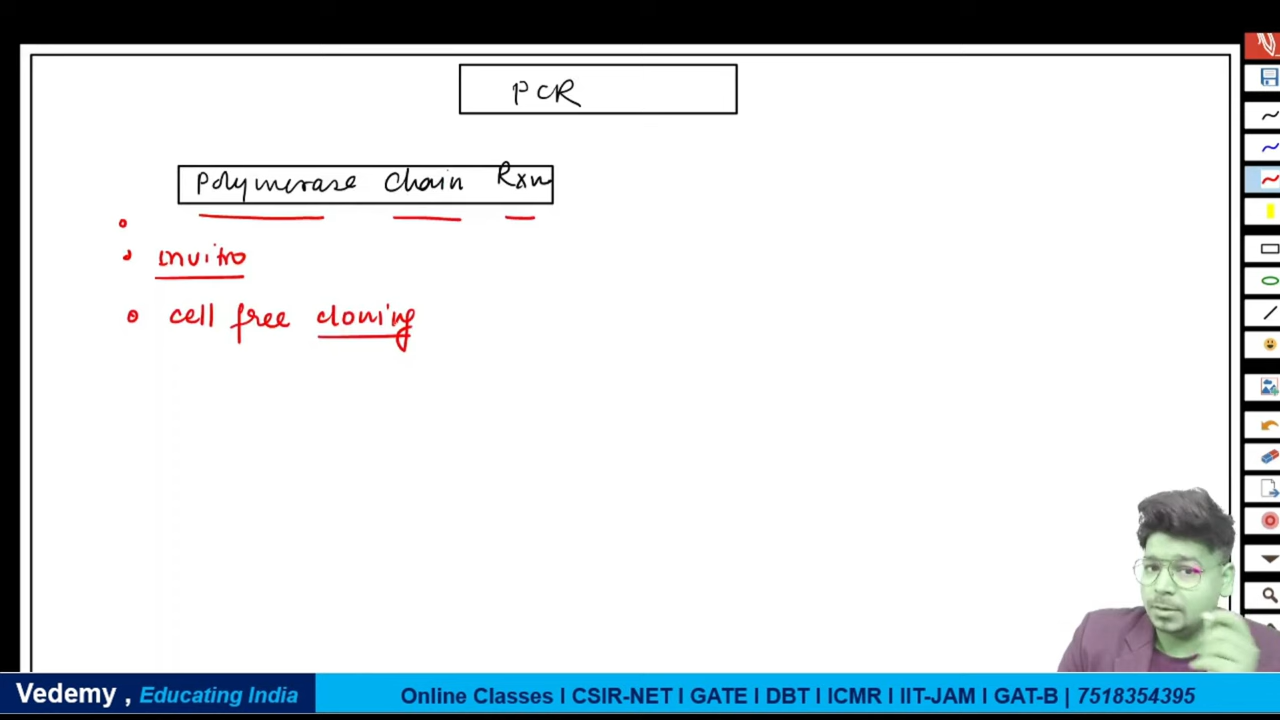 PCR
Polymerase Chain Rxn
invitro
cell free cloning
Vedemy , Educating India
Online Classes I CSIR-NET I GATE I DBT I ICMR I IIT-JAM I GAT-B | 7518354395